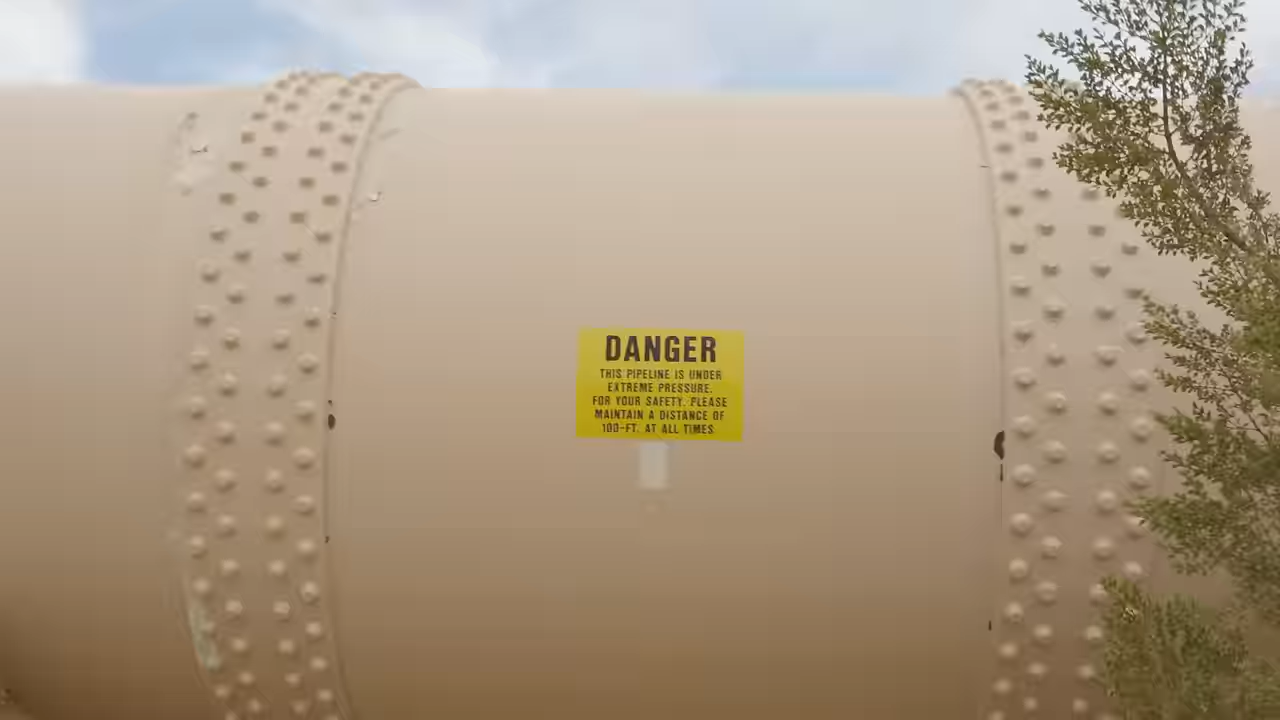 DANGER
THIS PIPELINE IS UNDER
EXTREME PRESSURE.
FOR YOUR SAFETY, PLEASE
MAINTAIN A DISTANCE OF
100-FT. AT ALL TIMES